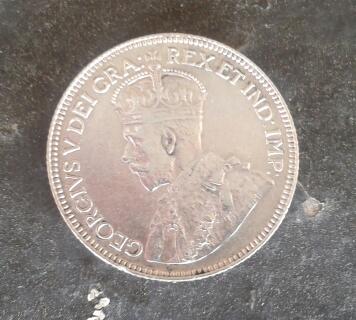 GEORGIVS V DEI GRA: REX ET IND: IMP: